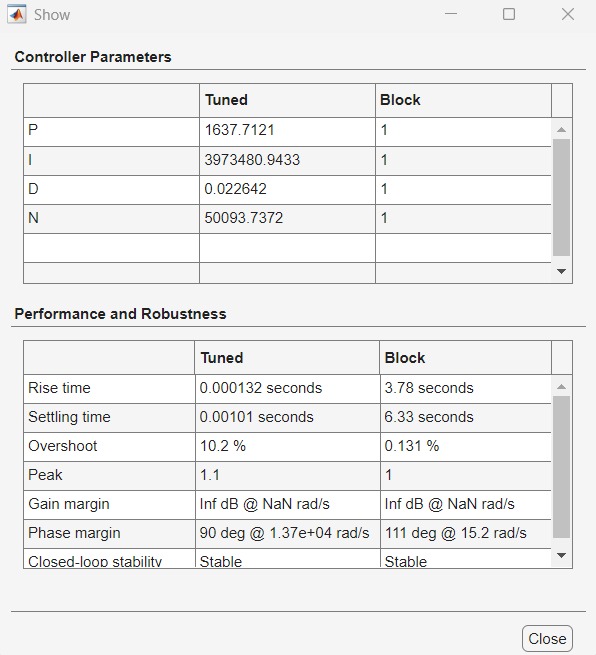 Show
Controller Parameters
Tuned Block
P 1637.7121 1
I 3973480.9433 1
D 0.022642 1
N 50093.7372 1
Performance and Robustness
Tuned Block
Rise time 0.000132 seconds 3.78 seconds
Settling time 0.00101 seconds 6.33 seconds
Overshoot 10.2 % 0.131 %
Peak 1.1 1
Gain margin Inf dB @ NaN rad/s Inf dB @ NaN rad/s
Phase margin 90 deg @ 1.37e+04 rad/s 111 deg @ 15.2 rad/s
Closed-loop stability Stable Stable
Close